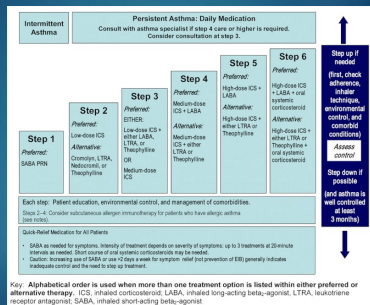 Intermittent
Asthma
Persistent Asthma: Daily Medication
Consult with asthma specialist if step 4 care or higher is required.
Consider consultation at step 3.
Step 1
Preferred:
SABA PRN
Step 2
Preferred:
Low-dose ICS
Alternative:
Cromolyn, LTRA,
Nedocromil, or
Theophylline
Step 3
Preferred:
EITHER:
Low-dose ICS +
either LABA,
LTRA, or
Theophylline
OR
Medium-dose
ICS
Step 4
Preferred:
Medium-dose
ICS + LABA
Alternative:
Medium-dose
ICS + either
LTRA or
Theophylline
Step 5
Preferred:
High-dose ICS
+ LABA
Alternative:
High-dose ICS +
either LTRA or
Theophylline
Step 6
Preferred:
High-dose ICS
+ LABA + oral
systemic
corticosteroid
Alternative:
High-dose ICS
+ either LTRA or
Theophylline +
oral systemic
corticosteroid
Step up if
needed
(first, check
adherence,
inhaler
technique,
environmental
control, and
comorbid
conditions)
Assess
control
Step down if
possible
(and asthma is
well controlled
at least
3 months)
Each step: Patient education, environmental control, and management of comorbidities.
Steps 2–4: Consider subcutaneous allergen immunotherapy for patients who have allergic asthma
(see notes).
Quick-Relief Medication for All Patients
• SABA as needed for symptoms. Intensity of treatment depends on severity of symptoms: up to 3 treatments at 20-minute
intervals as needed. Short course of oral systemic corticosteroids may be needed.
• Caution: Increasing use of SABA or use >2 days a week for symptom relief (not prevention of EIB) generally indicates
inadequate control and the need to step up treatment.
Key: Alphabetical order is used when more than one treatment option is listed within either preferred or
alternative therapy. ICS, inhaled corticosteroid; LABA, inhaled long-acting beta₂-agonist, LTRA, leukotriene
receptor antagonist; SABA, inhaled short-acting beta₂-agonist